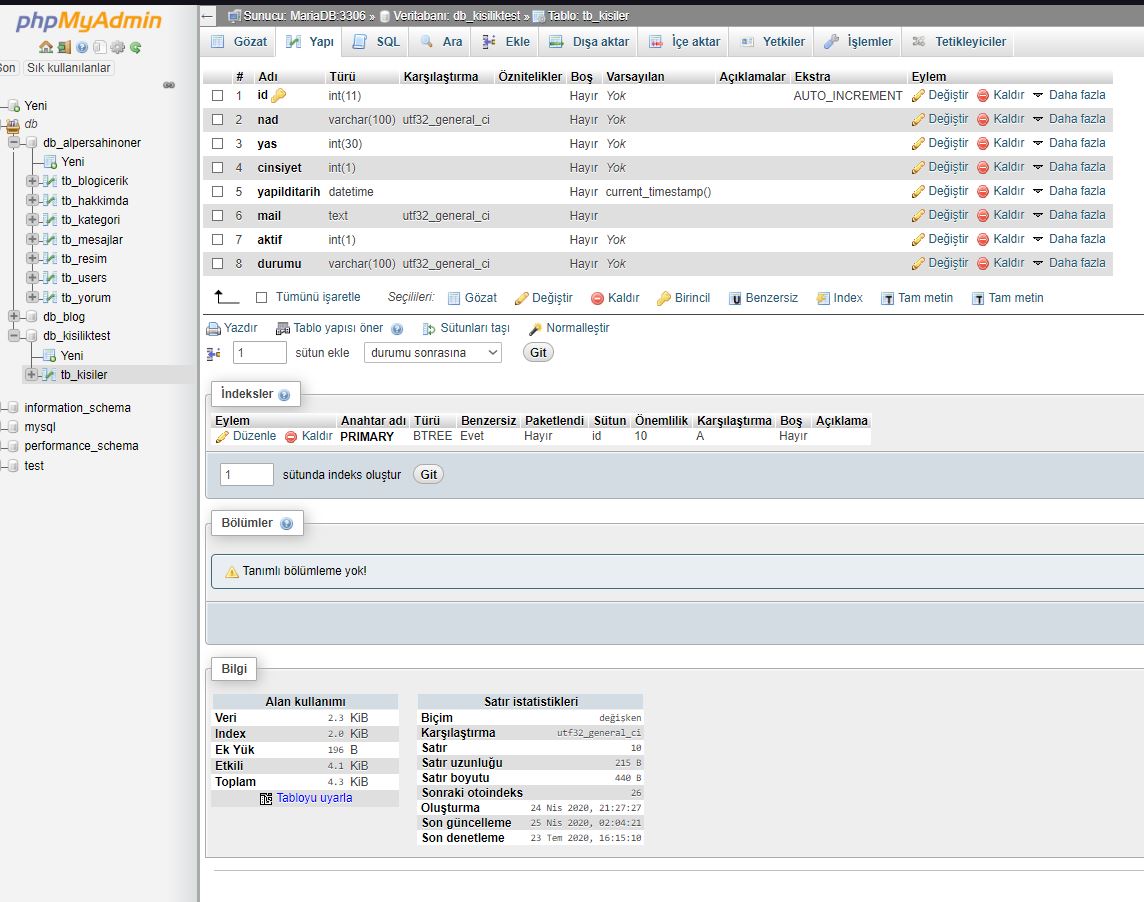 phpMyAdmin
Son Sık kullanılanlar
Yeni
db
db_alpersahinoner
Yeni
tb_blogicerik
tb_hakkimda
tb_kategori
tb_mesajlar
tb_resim
tb_users
tb_yorum
db_blog
db_kisiliktest
Yeni
tb_kisiler
information_schema
mysql
performance_schema
test
Sunucu: MariaDB:3306 » Veritabanı: db_kisiliktest » Tablo: tb_kisiler
Gözat Yapı SQL Ara Ekle Dışa aktar İçe aktar Yetkiler İşlemler Tetikleyiciler
# Adı Türü Karşılaştırma Öznitelikler Boş Varsayılan Açıklamalar Ekstra Eylem
1 id int(11) Hayır Yok AUTO_INCREMENT Değiştir Kaldır Daha fazla
2 nad varchar(100) utf32_general_ci Hayır Yok Değiştir Kaldır Daha fazla
3 yas int(30) Hayır Yok Değiştir Kaldır Daha fazla
4 cinsiyet int(1) Hayır Yok Değiştir Kaldır Daha fazla
5 yapilditarih datetime Hayır current_timestamp() Değiştir Kaldır Daha fazla
6 mail text utf32_general_ci Hayır Değiştir Kaldır Daha fazla
7 aktif int(1) Hayır Yok Değiştir Kaldır Daha fazla
8 durumu varchar(100) utf32_general_ci Hayır Yok Değiştir Kaldır Daha fazla
Tümünü işaretle Seçilileri: Gözat Değiştir Kaldır Birincil Benzersiz Index Tam metin Tam metin
Yazdır Tablo yapısı öner Sütunları taşı Normalleştir
1 sütun ekle durumu sonrasına Git
İndeksler
Eylem Anahtar adı Türü Benzersiz Paketlendi Sütun Önemlilik Karşılaştırma Boş Açıklama
Düzenle Kaldır PRIMARY BTREE Evet Hayır id 10 A Hayır
1 sütunda indeks oluştur Git
Bölümler
Tanımlı bölümleme yok!
Bilgi
Alan kullanımı
Veri 2.3 KiB
Index 2.0 KiB
Ek Yük 196 B
Etkili 4.1 KiB
Toplam 4.3 KiB
Tabloyu uyarla
Satır istatistikleri
Biçim değişken
Karşılaştırma utf32_general_ci
Satır 10
Satır uzunluğu 215 B
Satır boyutu 440 B
Sonraki otoindeks 26
Oluşturma 24 Nis 2020, 21:27:27
Son güncelleme 25 Nis 2020, 02:04:21
Son denetleme 23 Tem 2020, 16:15:10